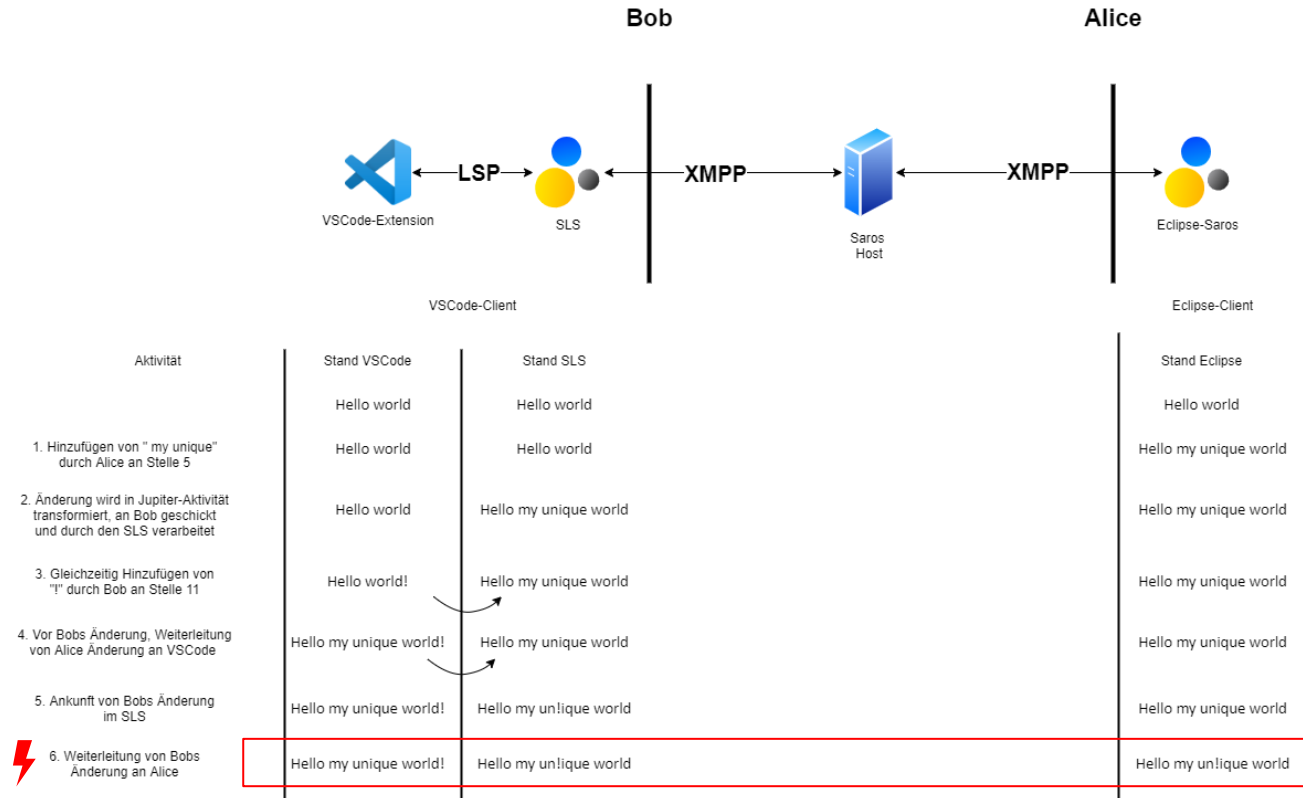 Bob
Alice
LSP
XMPP
XMPP
VSCode-Extension
SLS
Saros
Host
Eclipse-Saros
VSCode-Client
Eclipse-Client
Aktivität
Stand VSCode
Stand SLS
Stand Eclipse
Hello world
Hello world
Hello world
1. Hinzufügen von " my unique"
durch Alice an Stelle 5
Hello world
Hello world
Hello my unique world
2. Änderung wird in Jupiter-Aktivität
transformiert, an Bob geschickt
und durch den SLS verarbeitet
Hello world
Hello my unique world
Hello my unique world
3. Gleichzeitig Hinzufügen von
"!" durch Bob an Stelle 11
Hello world!
Hello my unique world
Hello my unique world
4. Vor Bobs Änderung, Weiterleitung
von Alice Änderung an VSCode
Hello my unique world!
Hello my unique world
Hello my unique world
5. Ankunft von Bobs Änderung
im SLS
Hello my unique world!
Hello my un!ique world
Hello my unique world
6. Weiterleitung von Bobs
Änderung an Alice
Hello my unique world!
Hello my un!ique world
Hello my un!ique world